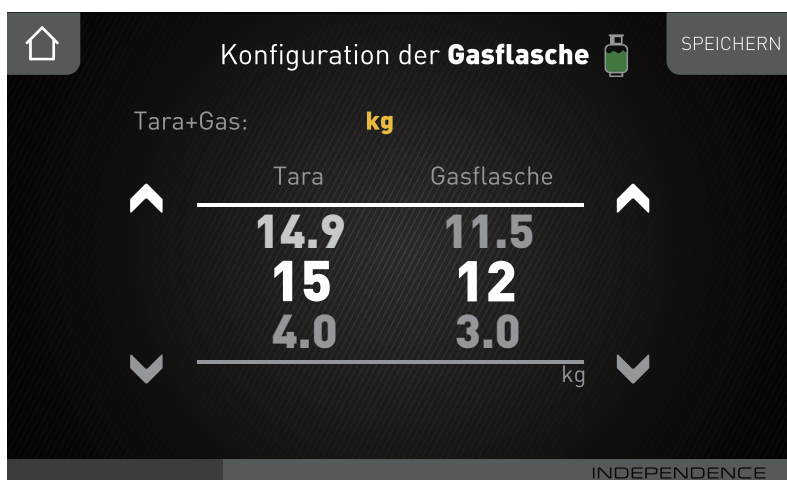 Konfiguration der Gasflasche
SPEICHERN
Tara+Gas: kg
Tara Gasflasche
14.9 11.5
15 12
4.0 3.0
kg
INDEPENDENCE